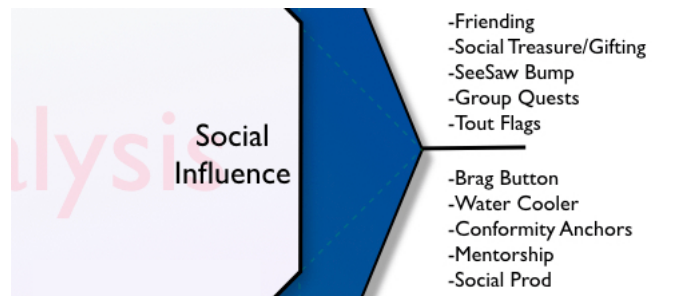 -Friending
-Social Treasure/Gifting
-SeeSaw Bump
-Group Quests
-Tout Flags
Social
Influence
lysis
-Brag Button
-Water Cooler
-Conformity Anchors
-Mentorship
-Social Prod